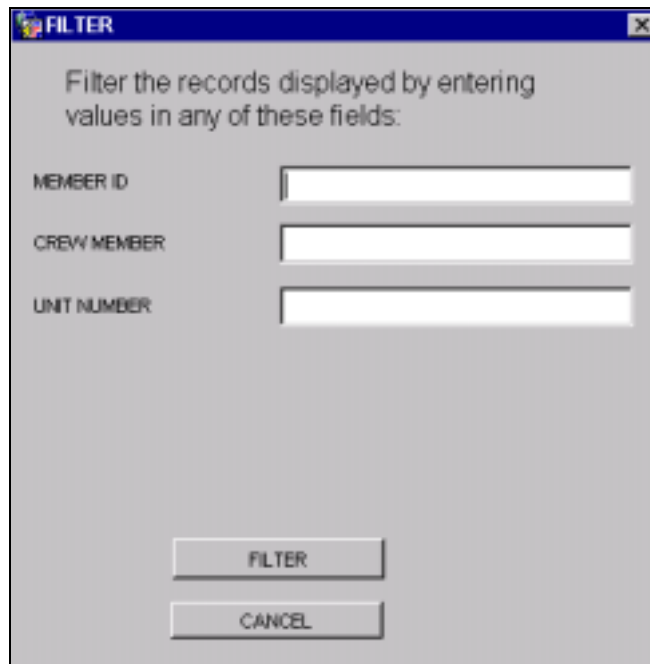 FILTER
Filter the records displayed by entering
values in any of these fields:
MEMBER ID
CREW MEMBER
UNIT NUMBER
FILTER
CANCEL